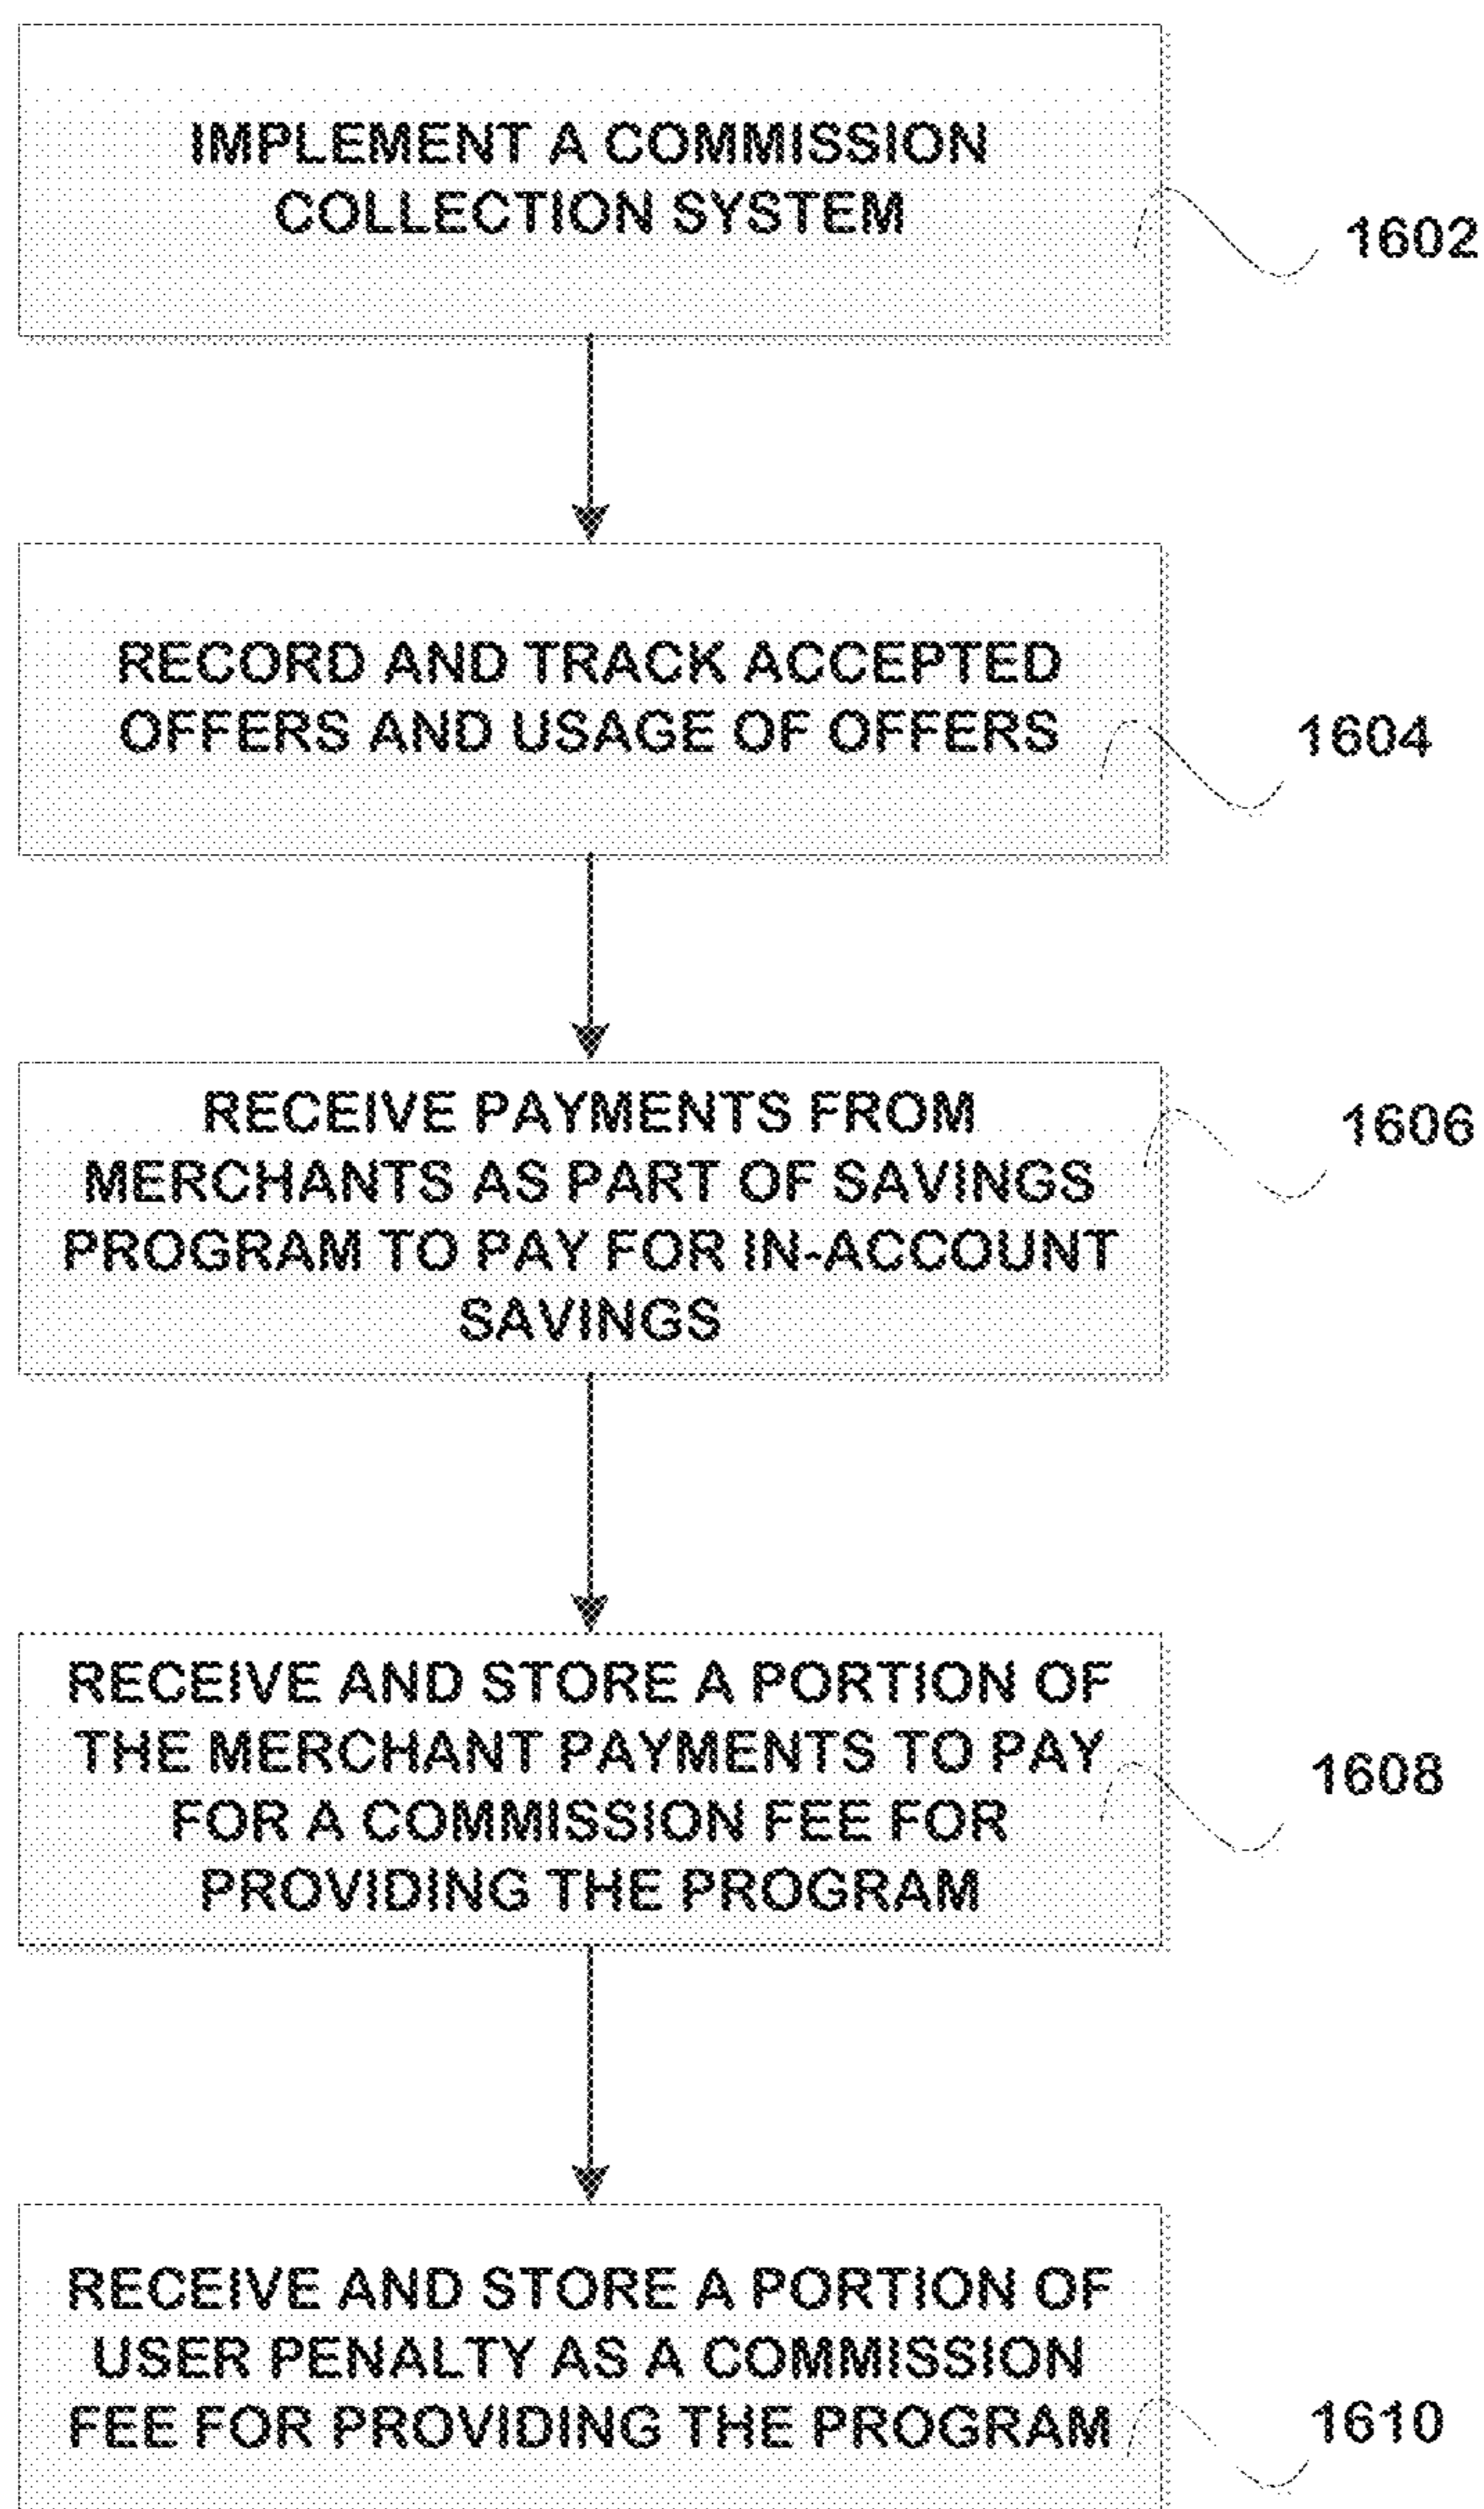 IMPLEMENT A COMMISSION
COLLECTION SYSTEM
1602
RECORD AND TRACK ACCEPTED
OFFERS AND USAGE OF OFFERS
1604
RECEIVE PAYMENTS FROM
MERCHANTS AS PART OF SAVINGS
PROGRAM TO PAY FOR IN-ACCOUNT
SAVINGS
1606
RECEIVE AND STORE A PORTION OF
THE MERCHANT PAYMENTS TO PAY
FOR A COMMISSION FEE FOR
PROVIDING THE PROGRAM
1608
RECEIVE AND STORE A PORTION OF
USER PENALTY AS A COMMISSION
FEE FOR PROVIDING THE PROGRAM
1610